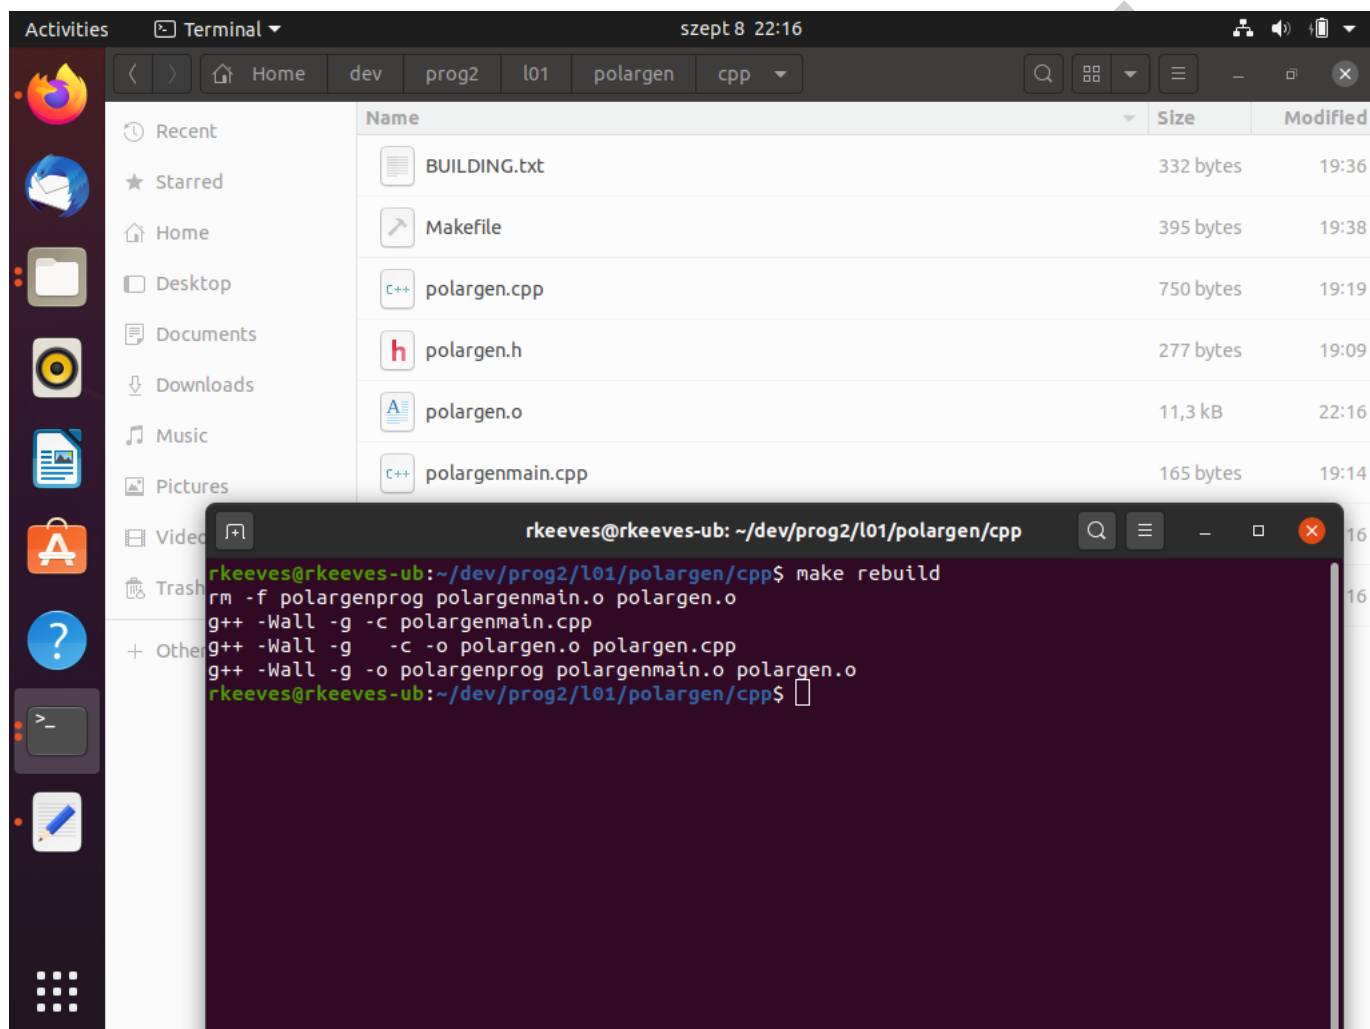 Activities Terminal szept 8 22:16
Home dev prog2 l01 polargen cpp
Name Size Modified
Recent
Starred
Home
Desktop
Documents
Downloads
Music
Pictures
Trash
BUILDING.txt 332 bytes 19:36
Makefile 395 bytes 19:38
C++ polargen.cpp 750 bytes 19:19
h polargen.h 277 bytes 19:09
A polargen.o 11,3 kB 22:16
C++ polargenmain.cpp 165 bytes 19:14
16
16
rkeeves@rkeeves-ub: ~/dev/prog2/l01/polargen/cpp
rkeeves@rkeeves-ub:~/dev/prog2/l01/polargen/cpp$ make rebuild
rm -f polargenprog polargenmain.o polargen.o
g++ -Wall -g -c polargenmain.cpp
g++ -Wall -g   -c -o polargen.o polargen.cpp
g++ -Wall -g -o polargenprog polargenmain.o polargen.o
rkeeves@rkeeves-ub:~/dev/prog2/l01/polargen/cpp$